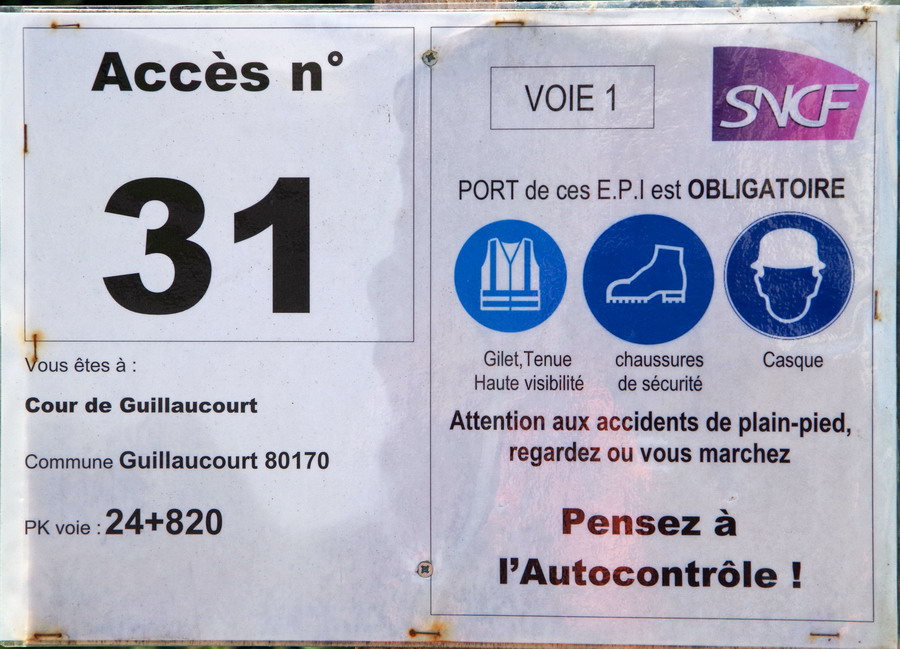 Accès n°
31
Vous êtes à :
Cour de Guillaucourt
Commune Guillaucourt 80170
PK voie : 24+820
VOIE 1
SNCF
PORT de ces E.P.I est OBLIGATOIRE
Gilet,Tenue
Haute visibilité
chaussures
de sécurité
Casque
Attention aux accidents de plain-pied,
regardez ou vous marchez
Pensez à
l'Autocontrôle !